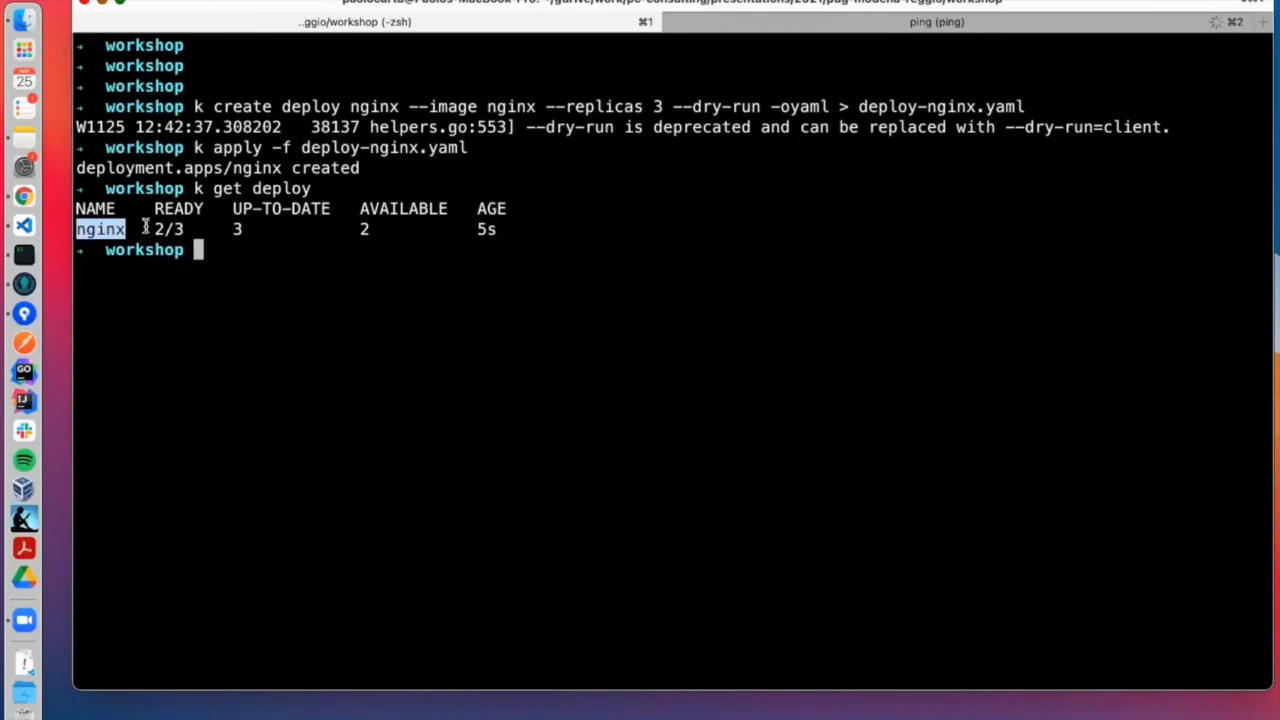 ..ggio/workshop (-zsh) ⌘1 ping (ping) ⌘2
→ workshop
→ workshop
→ workshop
→ workshop k create deploy nginx --image nginx --replicas 3 --dry-run -oyaml > deploy-nginx.yaml
W1125 12:42:37.308202 38137 helpers.go:553] --dry-run is deprecated and can be replaced with --dry-run=client.
→ workshop k apply -f deploy-nginx.yaml
deployment.apps/nginx created
→ workshop k get deploy
NAME READY UP-TO-DATE AVAILABLE AGE
nginx 2/3 3 2 5s
→ workshop
25
GO
IJ